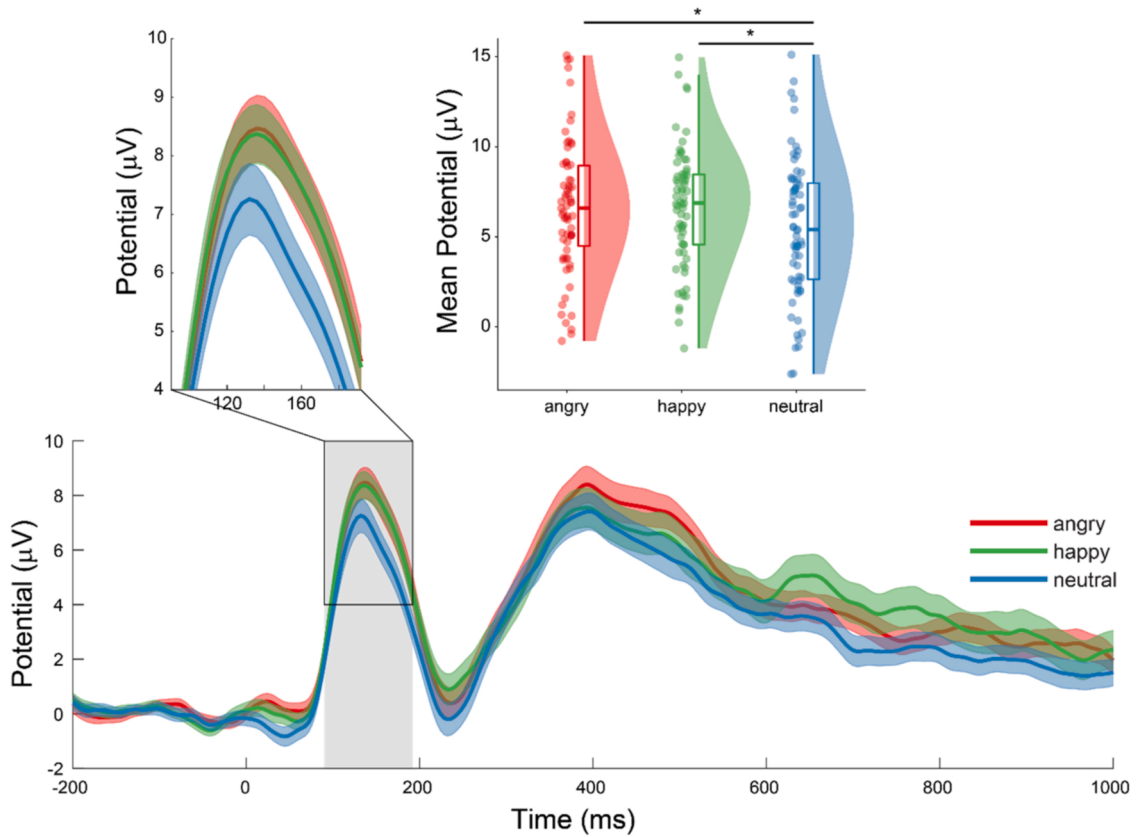 10
9
8
7
6
5
4
Potential (μV)
120
160
*
*
15
10
5
0
Mean Potential (μV)
angry
happy
neutral
10
8
6
4
2
0
-2
Potential (μV)
angry
happy
neutral
-200
0
200
400
600
800
1000
Time (ms)